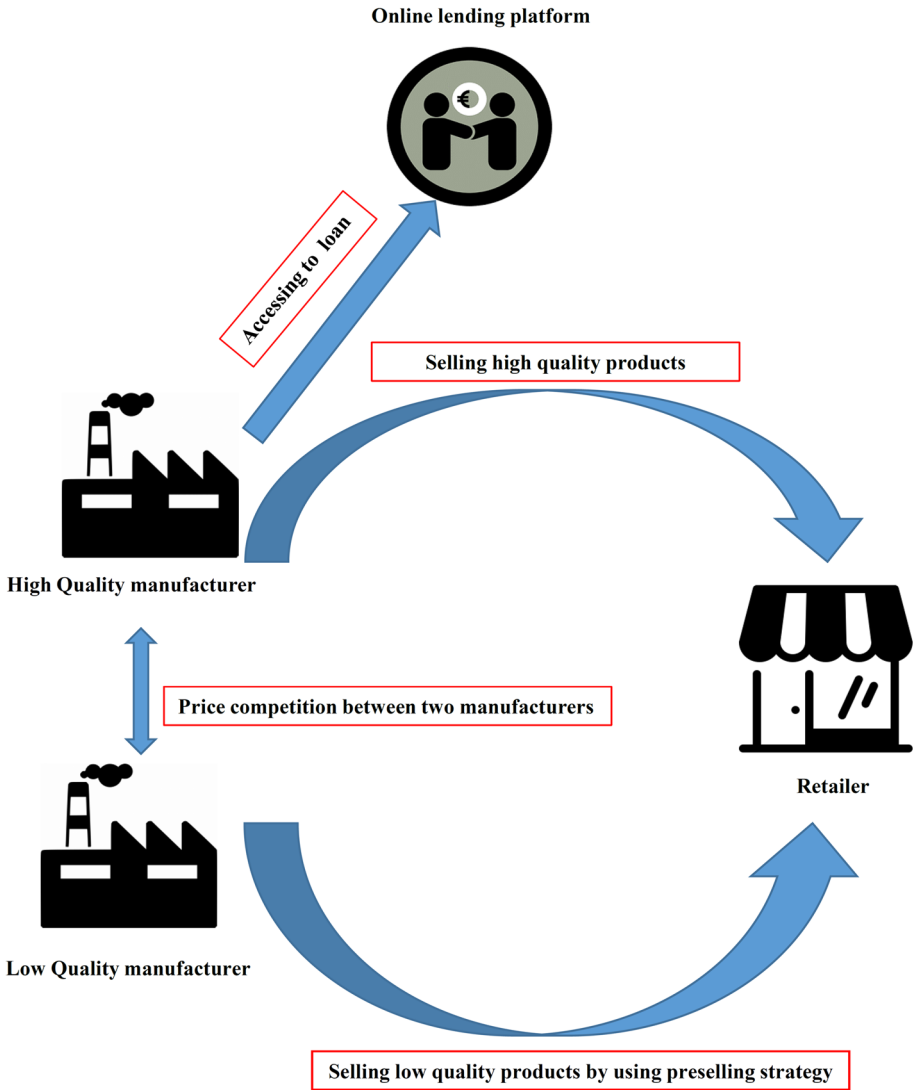 Online lending platform
€
Accessing to loan
Selling high quality products
High Quality manufacturer
Price competition between two manufacturers
Retailer
Low Quality manufacturer
Selling low quality products by using preselling strategy